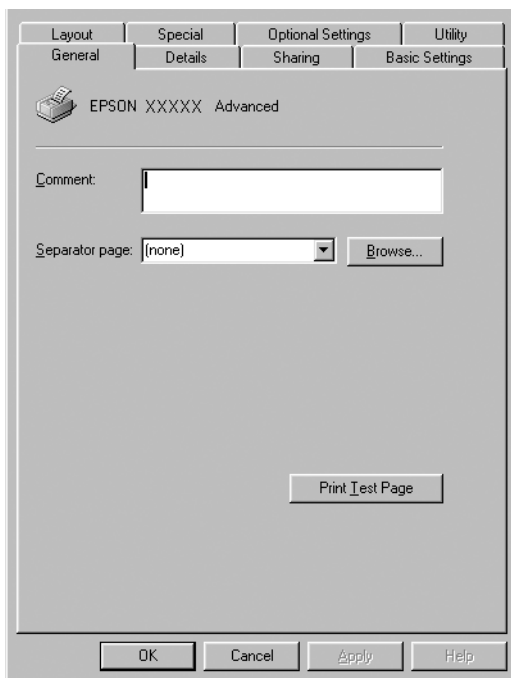 Layout Special Optional Settings Utility
General Details Sharing Basic Settings
EPSON XXXXX Advanced
Comment:
Separator page: (none) Browse...
Print Test Page
OK Cancel Apply Help